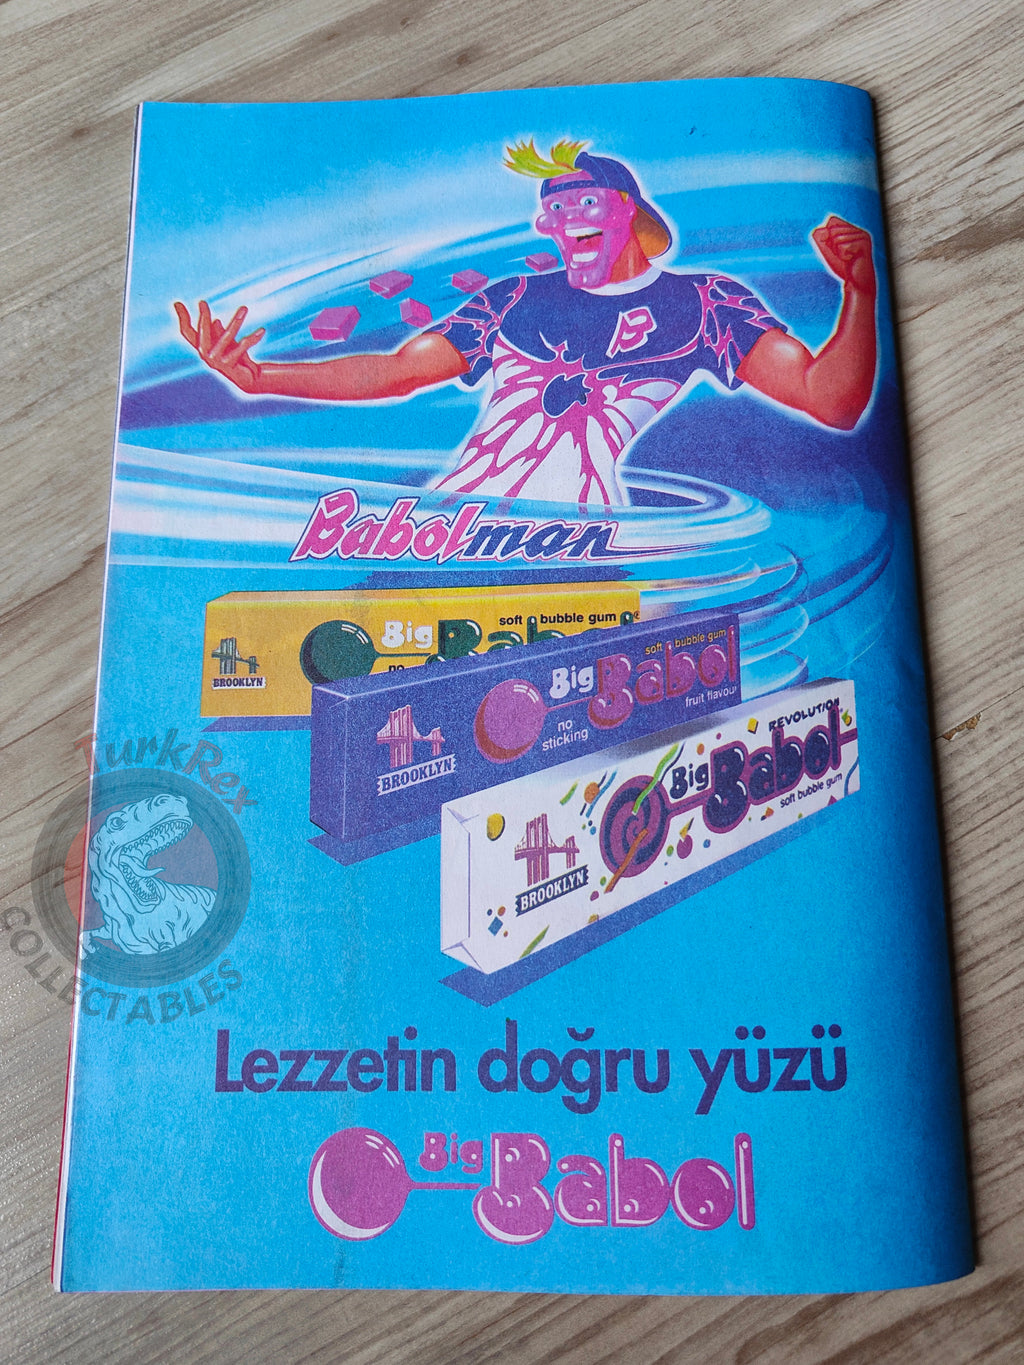 B
Babolman
soft bubble gum
Big Babol
no
BROOKLYN
soft bubble gum
Big Babol
fruit flavour
no
sticking
BROOKLYN
REVOLUTION
Big Babol
soft bubble gum
BROOKLYN
TurkRex
COLLECTABLES
Lezzetin doğru yüzü
Big Babol